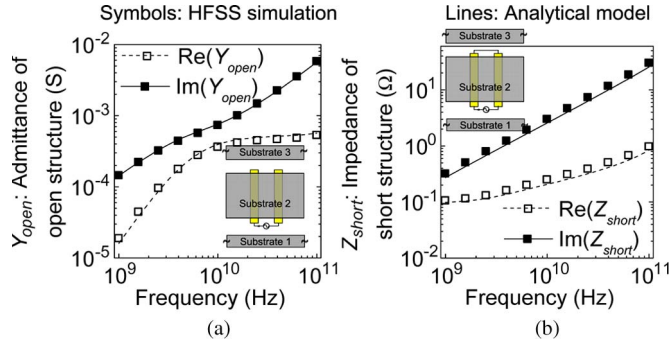 Symbols: HFSS simulation
Lines: Analytical model
Y_open: Admittance of
open structure (S)
10^-2
10^-3
10^-4
10^-5
Re(Y_open)
Im(Y_open)
Substrate 3
Substrate 2
Substrate 1
10^9
10^10
10^11
Frequency (Hz)
(a)
Z_short: Impedance of
short structure (Ω)
10^1
10^0
10^-1
10^-2
Substrate 3
Substrate 2
Substrate 1
Re(Z_short)
Im(Z_short)
10^9
10^10
10^11
Frequency (Hz)
(b)